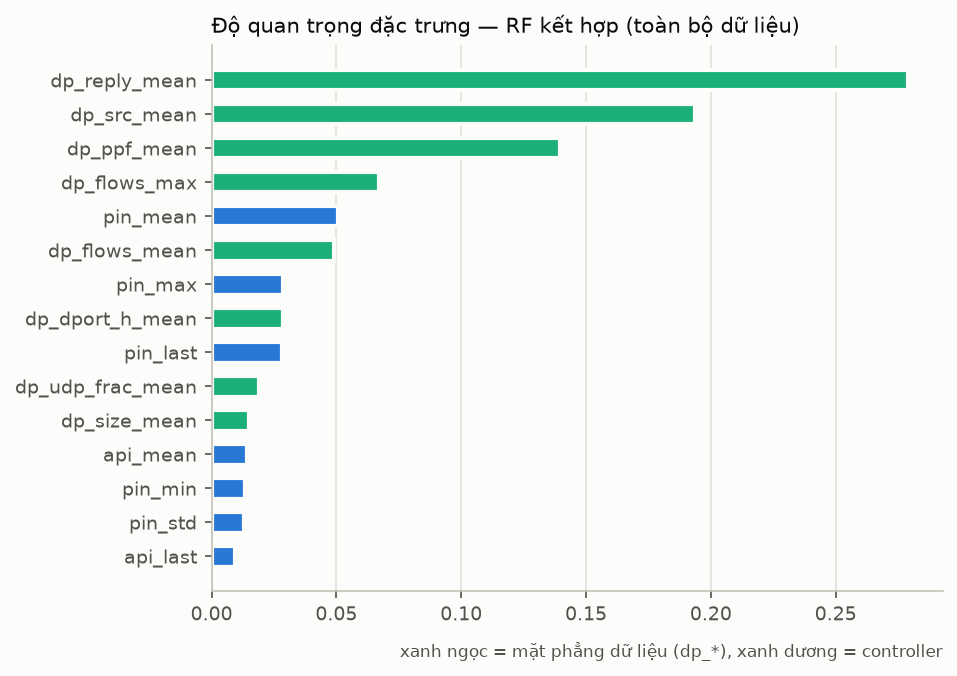 Độ quan trọng đặc trưng — RF kết hợp (toàn bộ dữ liệu)
dp_reply_mean
dp_src_mean
dp_ppf_mean
dp_flows_max
pin_mean
dp_flows_mean
pin_max
dp_dport_h_mean
pin_last
dp_udp_frac_mean
dp_size_mean
api_mean
pin_min
pin_std
api_last
0.00 0.05 0.10 0.15 0.20 0.25
xanh ngọc = mặt phẳng dữ liệu (dp_*), xanh dương = controller